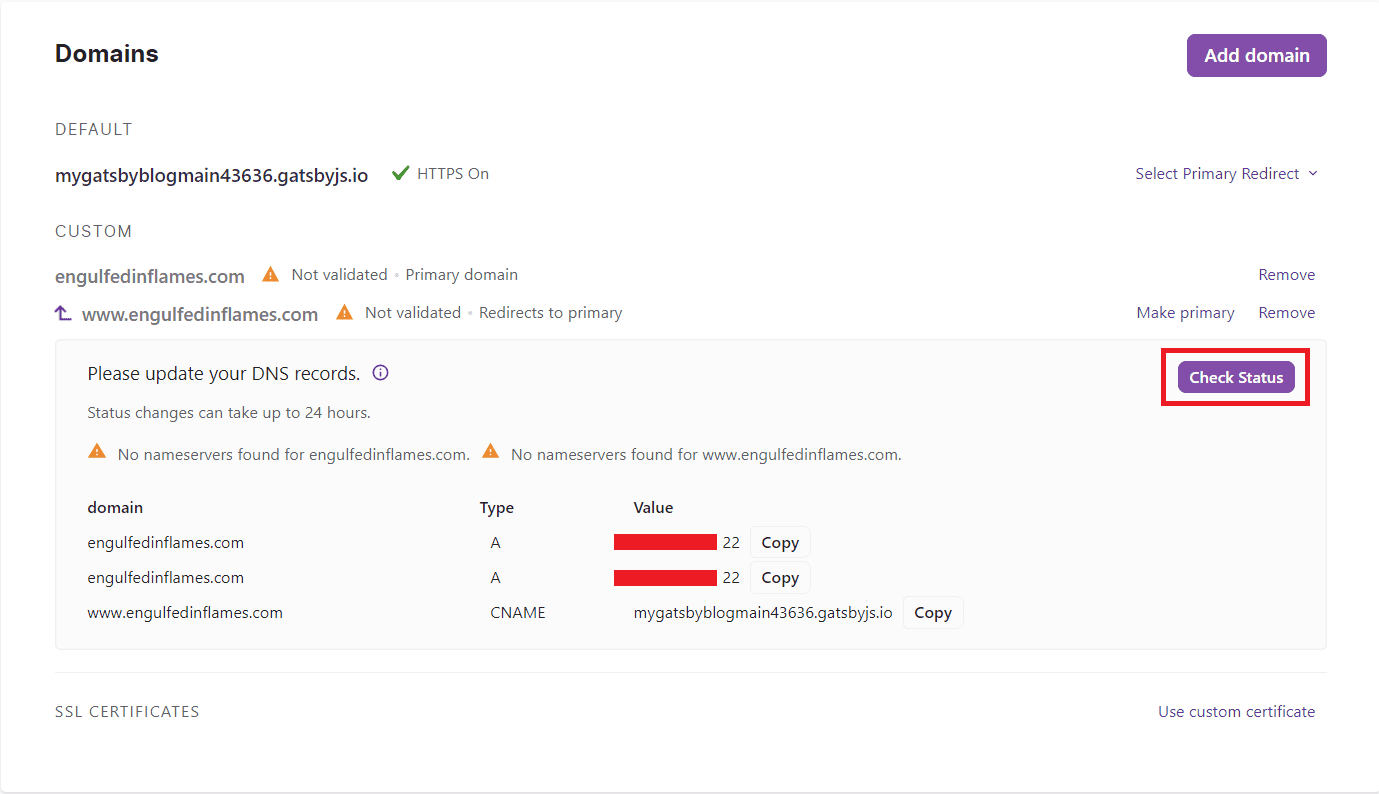 Domains
Add domain
DEFAULT
mygatsbyblogmain43636.gatsbyjs.io HTTPS On Select Primary Redirect
CUSTOM
engulfedinflames.com Not validated • Primary domain Remove
www.engulfedinflames.com Not validated • Redirects to primary Make primary Remove
Please update your DNS records.
Check Status
Status changes can take up to 24 hours.
No nameservers found for engulfedinflames.com. No nameservers found for www.engulfedinflames.com.
domain Type Value
engulfedinflames.com A 22 Copy
engulfedinflames.com A 22 Copy
www.engulfedinflames.com CNAME mygatsbyblogmain43636.gatsbyjs.io Copy
SSL CERTIFICATES Use custom certificate